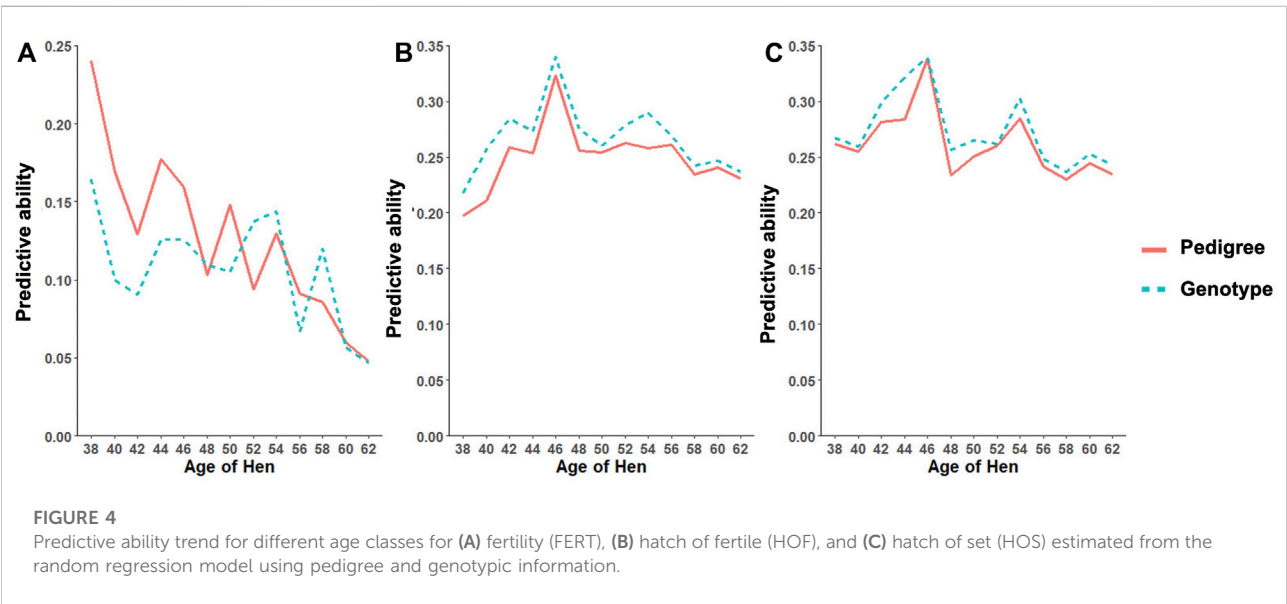 A
0.25
0.20
0.15
0.10
0.05
0.00
Predictive ability
38 40 42 44 46 48 50 52 54 56 58 60 62
Age of Hen
B
0.35
0.30
0.25
0.20
0.15
0.10
0.05
0.00
Predictive ability
38 40 42 44 46 48 50 52 54 56 58 60 62
Age of Hen
C
0.35
0.30
0.25
0.20
0.15
0.10
0.05
0.00
Predictive ability
38 40 42 44 46 48 50 52 54 56 58 60 62
Age of Hen
Pedigree
Genotype
FIGURE 4
Predictive ability trend for different age classes for (A) fertility (FERT), (B) hatch of fertile (HOF), and (C) hatch of set (HOS) estimated from the
random regression model using pedigree and genotypic information.